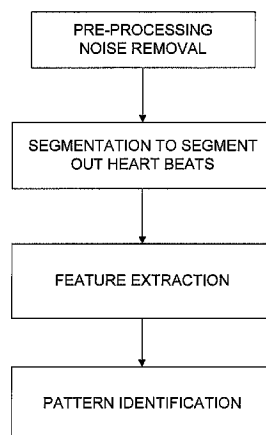 PRE-PROCESSING
NOISE REMOVAL
SEGMENTATION TO SEGMENT
OUT HEART BEATS
FEATURE EXTRACTION
PATTERN IDENTIFICATION